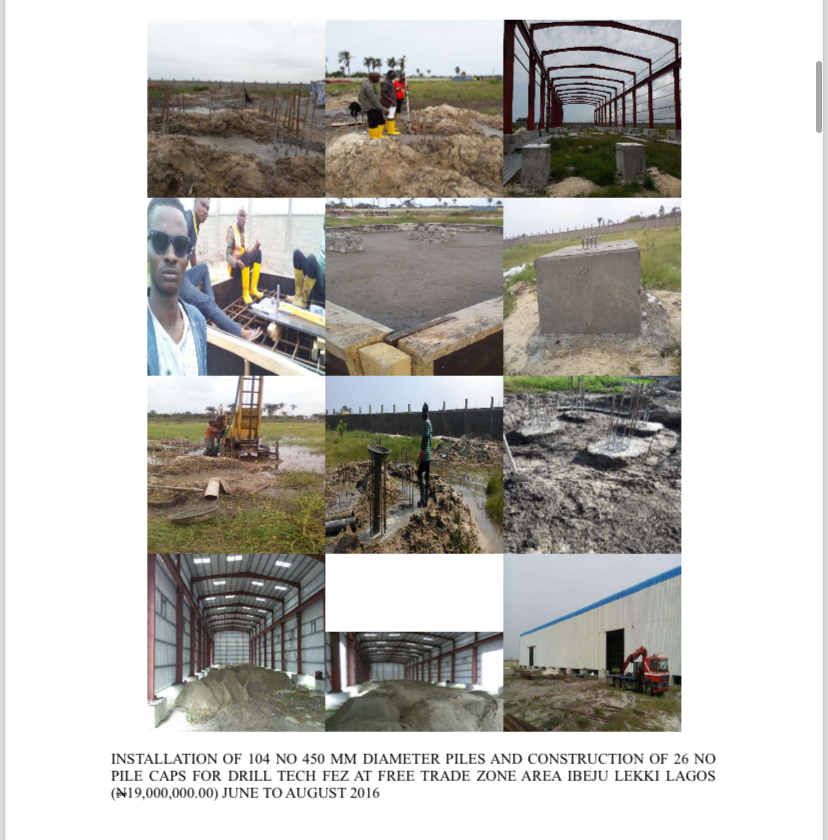 INSTALLATION OF 104 NO 450 MM DIAMETER PILES AND CONSTRUCTION OF 26 NO
PILE CAPS FOR DRILL TECH FEZ AT FREE TRADE ZONE AREA IBEJU LEKKI LAGOS
(₦19,000,000.00) JUNE TO AUGUST 2016